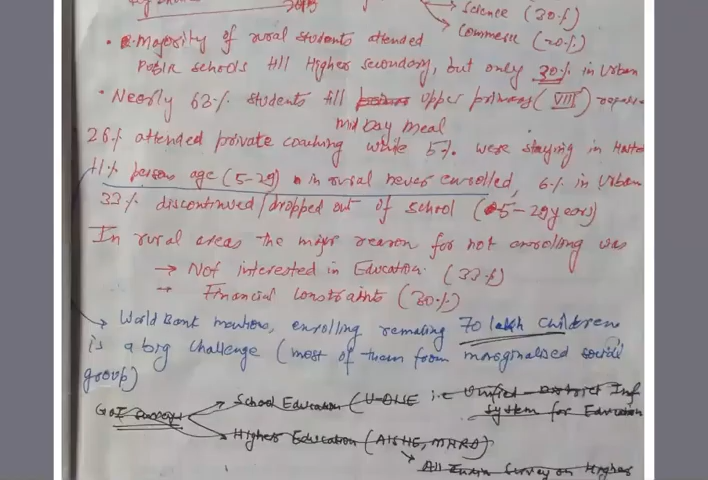 Science (30%)
Commerce (20%)
• Majority of rural students attended
Public schools till Higher secondary, but only 30% in Urban
• Nearly 63% students till upper primary (VIII)
Mid Day Meal
26% attended private coaching while 5% were staying in
11% persons age (5-29) in rural never enrolled, 6% in Urban
33% discontinued/dropped out of school (5-29 years)
In rural areas the major reason for not enrolling was
→ Not interested in Education (33%)
→ Financial Constraints (30%)
→ World Bank mentions, enrolling remaing 70 lakh children
is a big challenge (most of them from marginalised social
group)
School Education (U-DISE i.e Unified District Inf
GoI
System for Education
Higher Education (AISHE, MHRD)
→ All India Survey on Higher